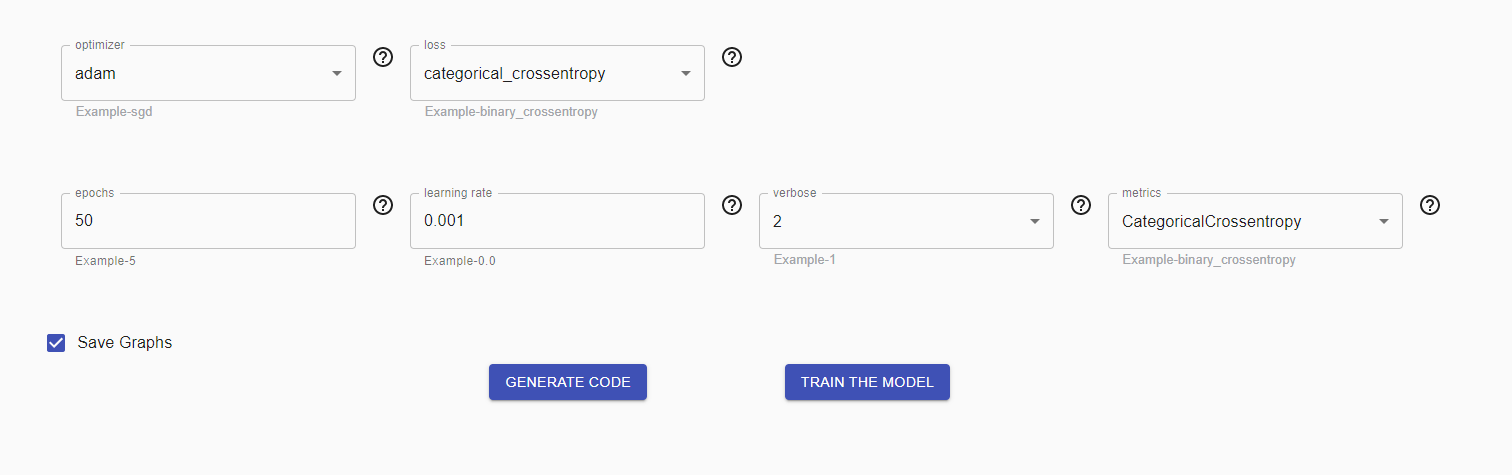 optimizer loss
adam categorical_crossentropy
Example-sgd Example-binary_crossentropy
epochs learning rate verbose metrics
50 0.001 2 CategoricalCrossentropy
Example-5 Example-0.0 Example-1 Example-binary_crossentropy
Save Graphs
GENERATE CODE TRAIN THE MODEL